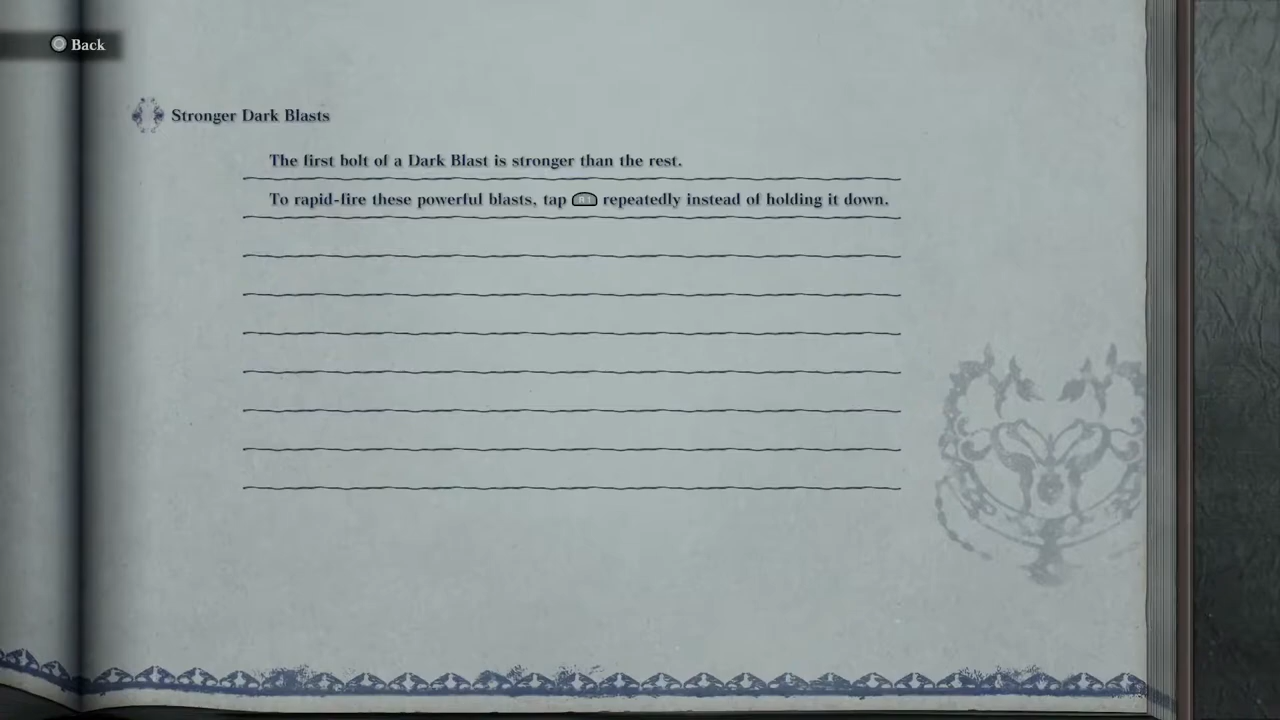 Back
Stronger Dark Blasts
The first bolt of a Dark Blast is stronger than the rest.
To rapid-fire these powerful blasts, tap R1 repeatedly instead of holding it down.